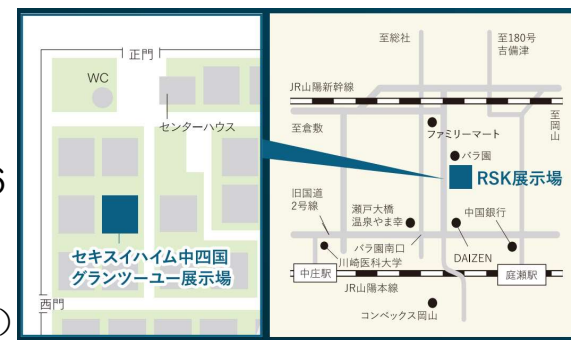 正門
WC
センターハウス
セキスイハイム中四国
グランツーユー展示場
西門
至総社
至180号
吉備津
JR山陽新幹線
至倉敷
ファミリーマート
至岡山
バラ園
RSK展示場
旧国道
2号線
瀬戸大橋
温泉やま幸
中国銀行
バラ園南口
川崎医科大学
DAIZEN
中庄駅
庭瀬駅
JR山陽本線
コンベックス岡山